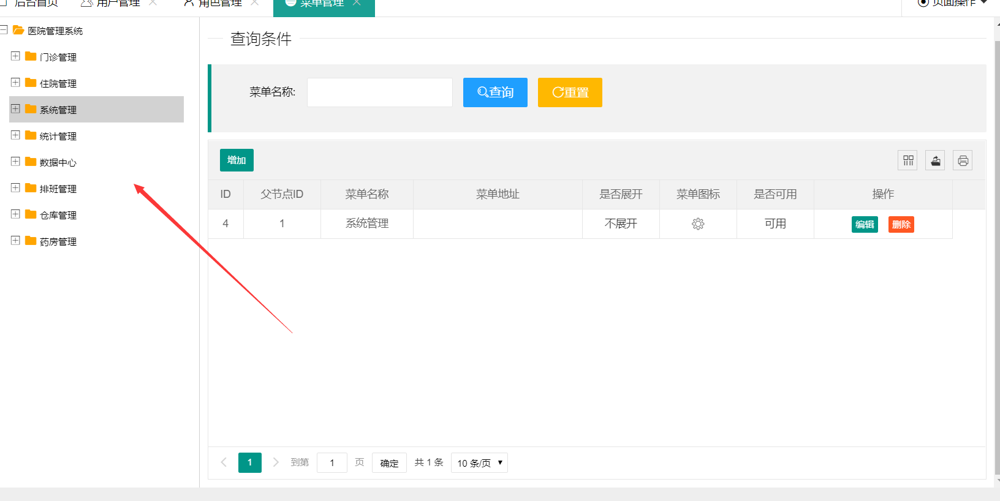 后台首页 用户管理 角色管理 菜单管理 页面操作
医院管理系统
门诊管理
住院管理
系统管理
统计管理
数据中心
排班管理
仓库管理
药房管理
查询条件
菜单名称: 查询 重置
增加
ID 父节点ID 菜单名称 菜单地址 是否展开 菜单图标 是否可用 操作
4 1 系统管理 不展开 可用 编辑 删除
1 到第 1 页 确定 共 1 条 10 条/页